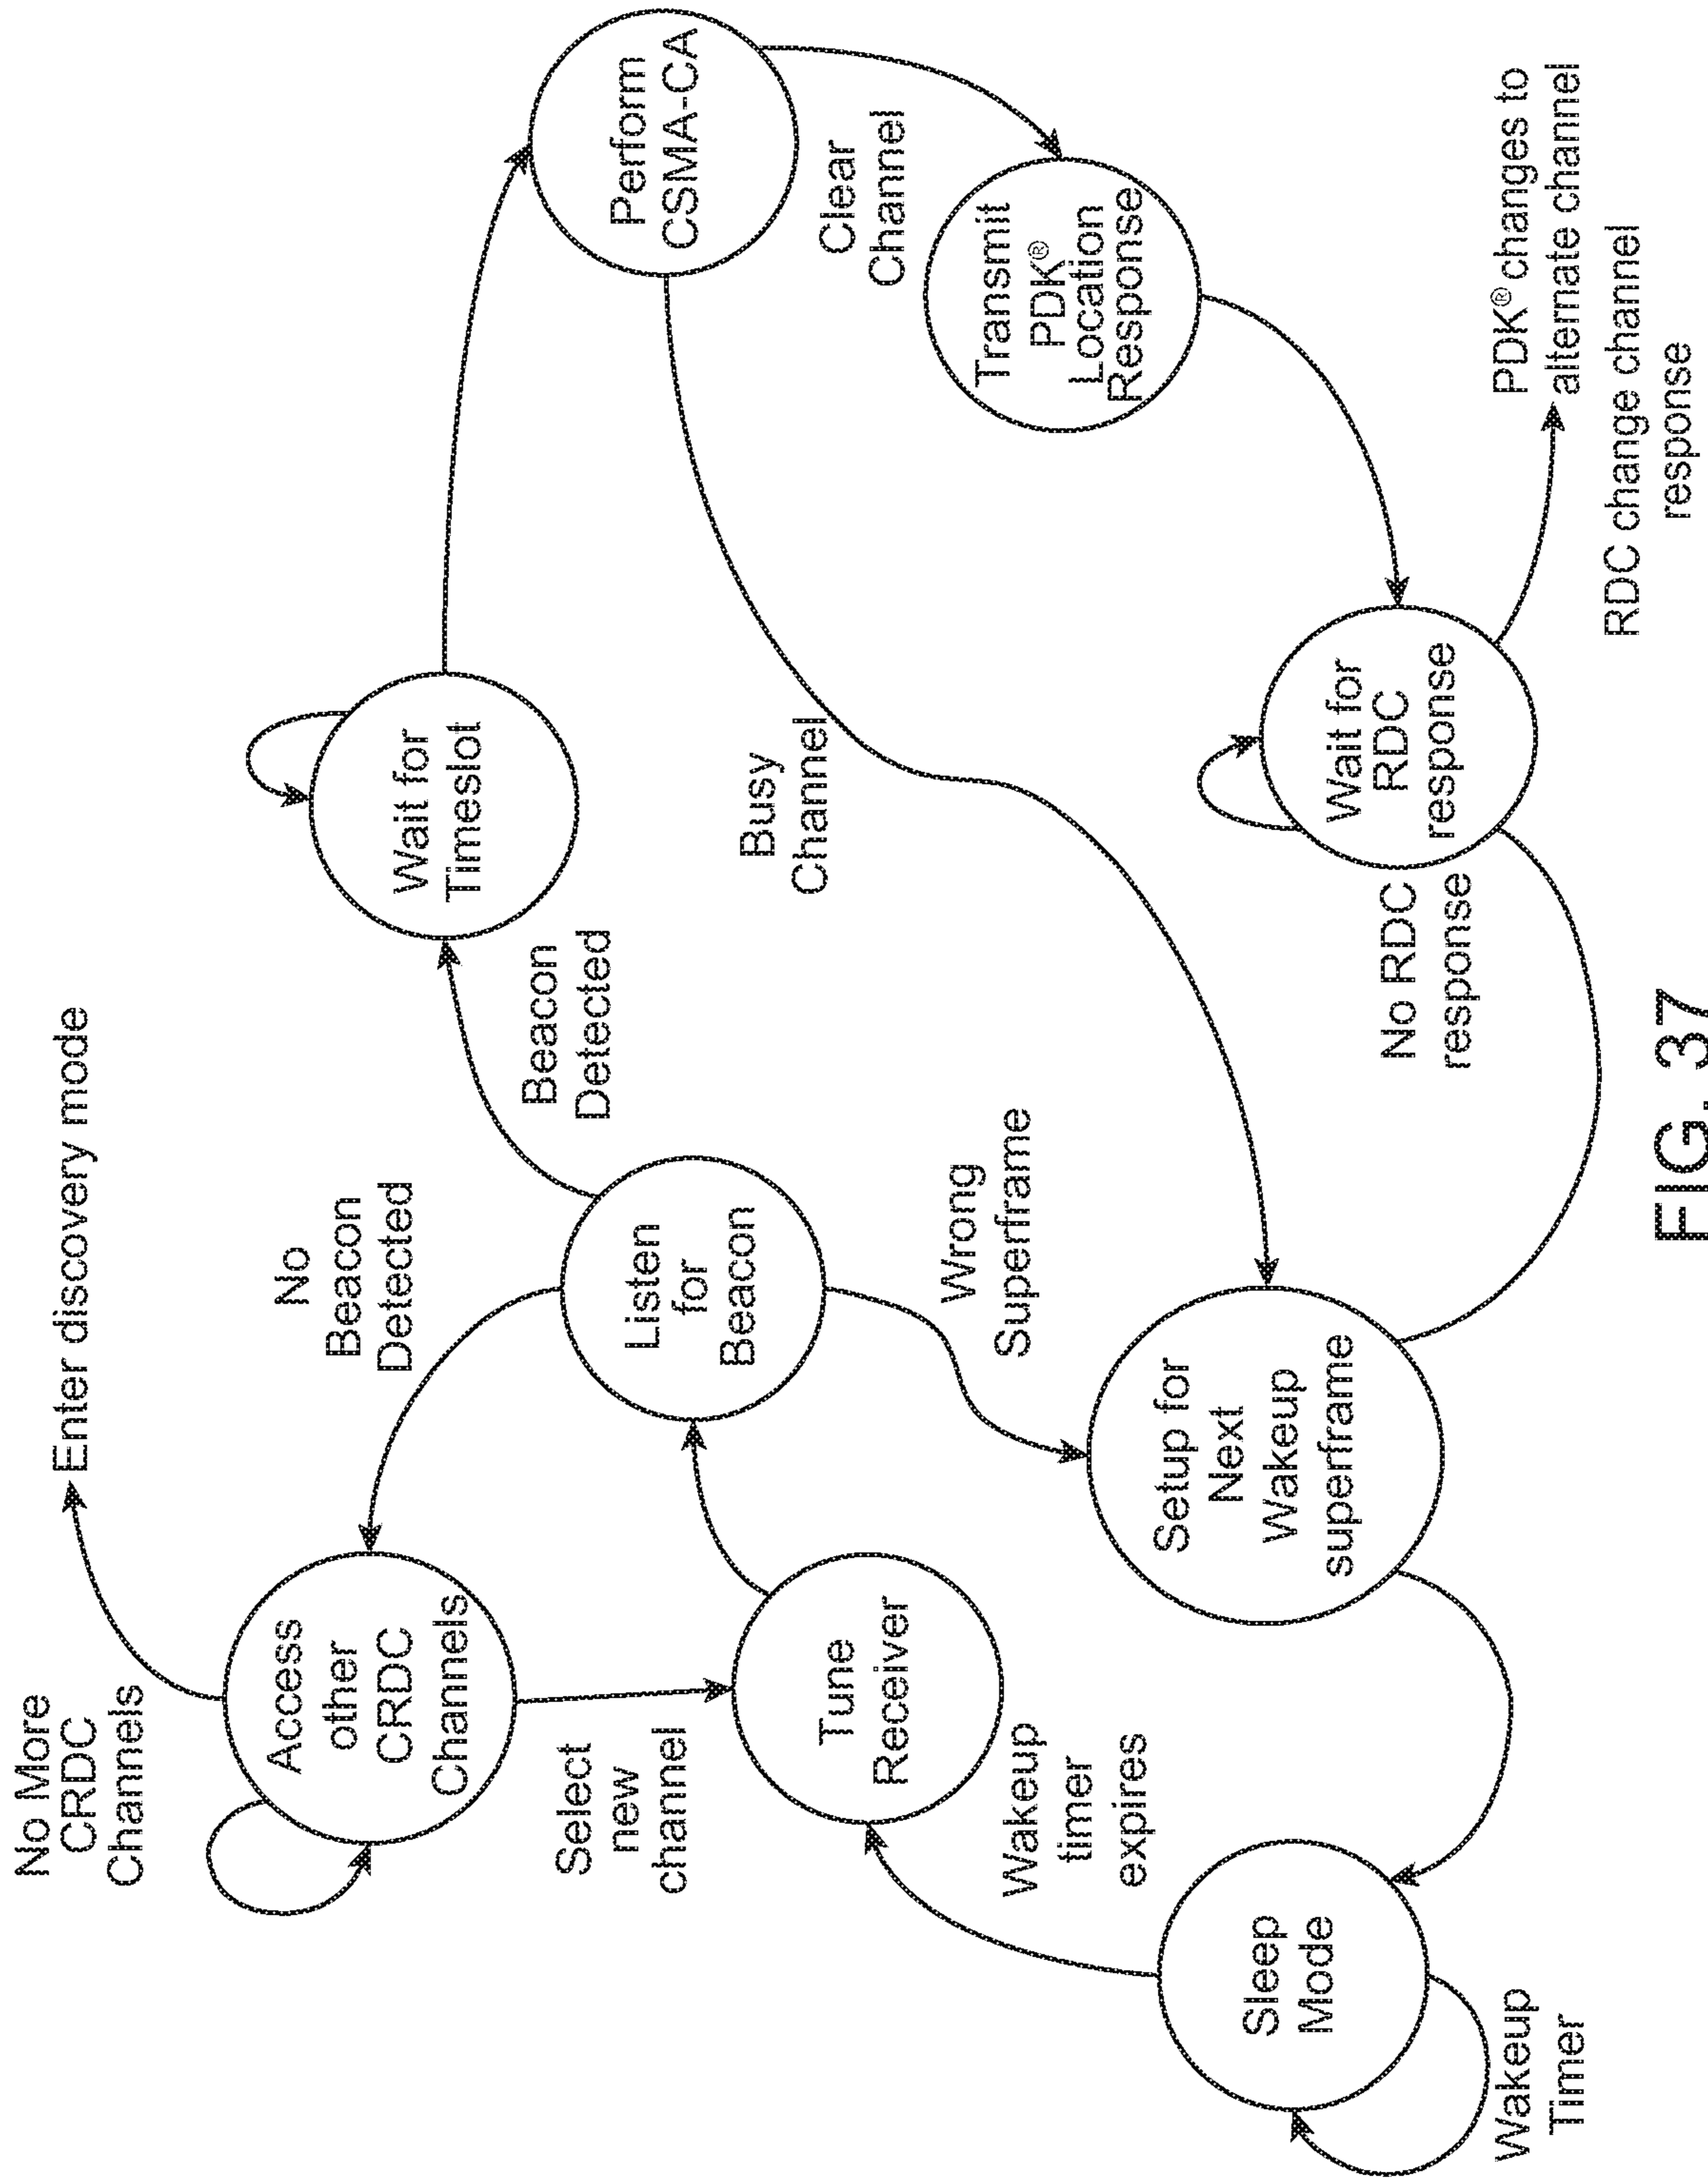 No More
CRDC
Channels
Enter discovery mode
Access
other
CRDC
Channels
No
Beacon
Detected
Select
new
channel
Listen
for
Beacon
Beacon
Detected
Wait for
Timeslot
Perform
CSMA-CA
Tune
Receiver
Wakeup
timer
expires
Wrong
Superframe
Busy
Channel
Clear
Channel
Transmit
PDK®
Location
Response
Sleep
Mode
Wakeup
Timer
Setup for
Next
Wakeup
superframe
No RDC
response
Wait for
RDC
response
PDK® changes to
alternate channel
RDC change channel
response
FIG. 37